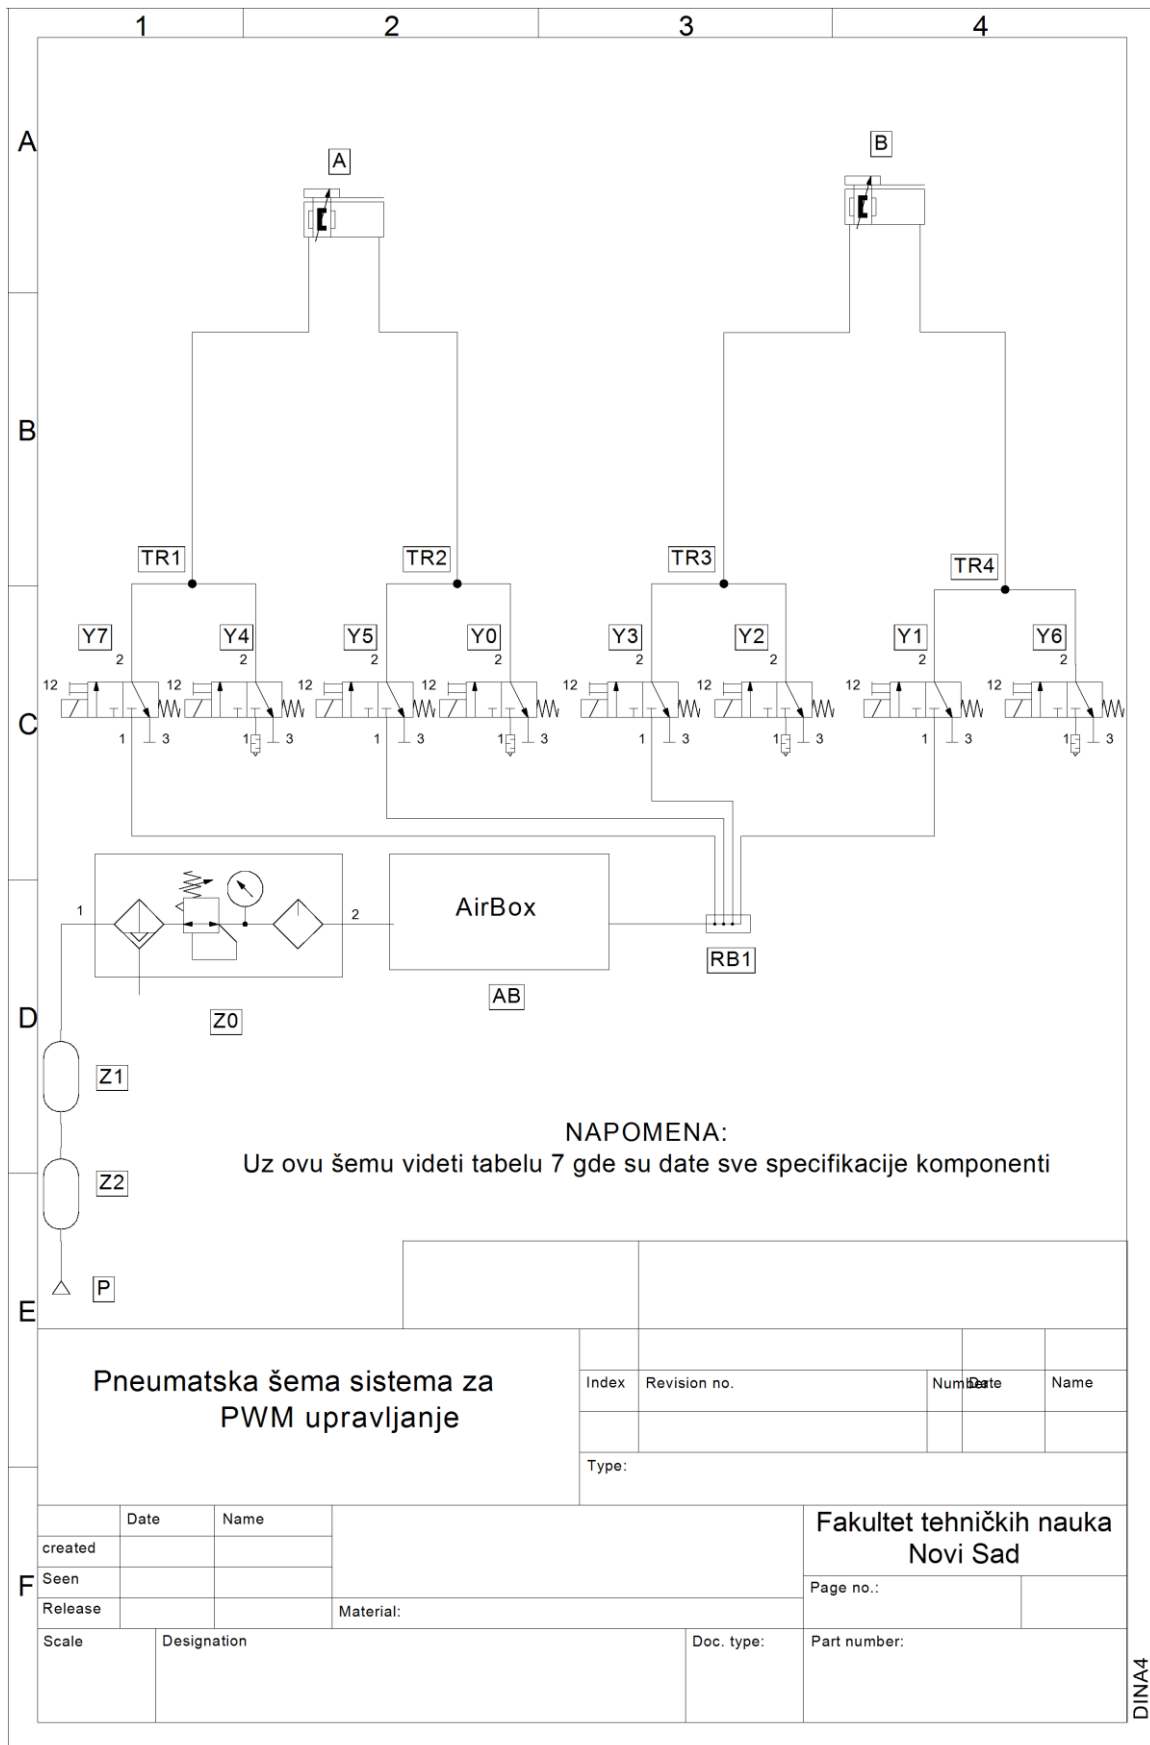 1 2 3 4
A
A B
B
TR1 TR2 TR3 TR4
Y7 Y4 Y5 Y0 Y3 Y2 Y1 Y6
2 2 2 2 2 2 2 2
12 12 12 12 12 12 12 12
C
1 3 1 3 1 3 1 3 1 3 1 3 1 3 1 3
1 2
AirBox
RB1
AB
D
Z0
Z1
NAPOMENA:
Uz ovu šemu videti tabelu 7 gde su date sve specifikacije komponenti
Z2
P
E
Pneumatska šema sistema za
PWM upravljanje
Index Revision no. Number Date Name
Type:
Date Name
created
Seen
Release
Material:
Fakultet tehničkih nauka
Novi Sad
F
Page no.:
Scale Designation Doc. type: Part number:
DINA4